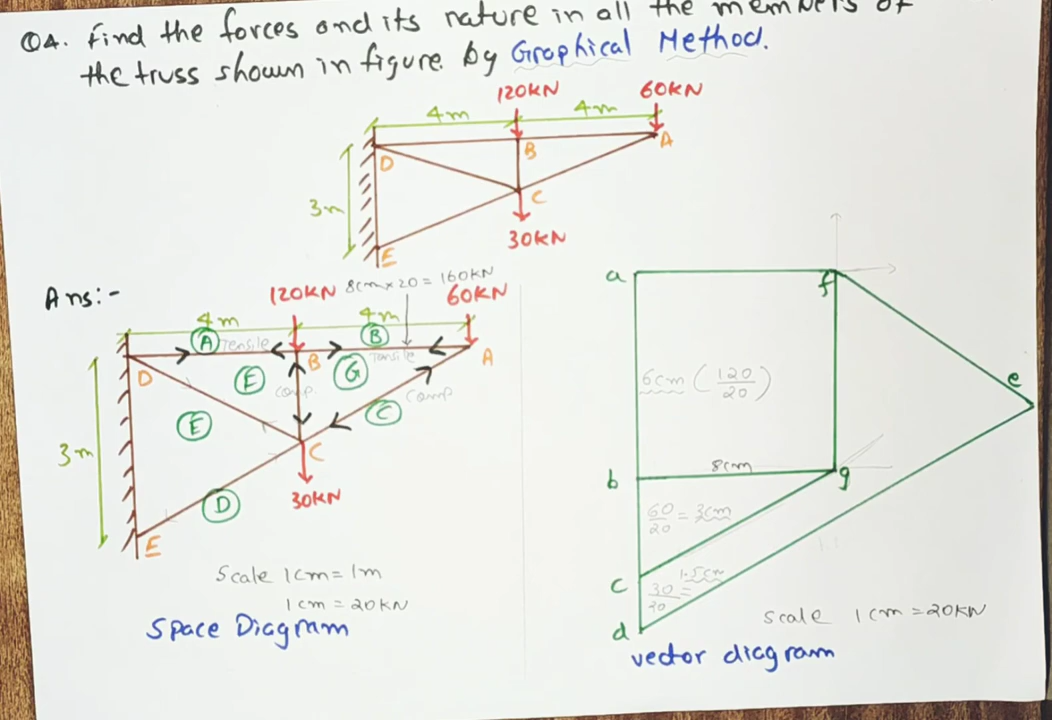 Q4. Find the forces and its nature in all the members of
the truss shown in figure by Graphical Method.
120KN 60KN
4m 4m
B A
D
3m C
30KN
E
Ans:-
8cm×20 = 160KN
120KN 60KN
4m 4m
A Tensile B Tensile
D B A
E comp. G Comp
E C
3m C
30KN
D
E
Scale 1cm = 1m
1cm = 20KN
Space Diagram
a f
6cm (120/20) e
b 8cm g
60/20 = 3cm
c 30/20 = 1.5cm
d
Scale 1cm = 20KN
vector diagram